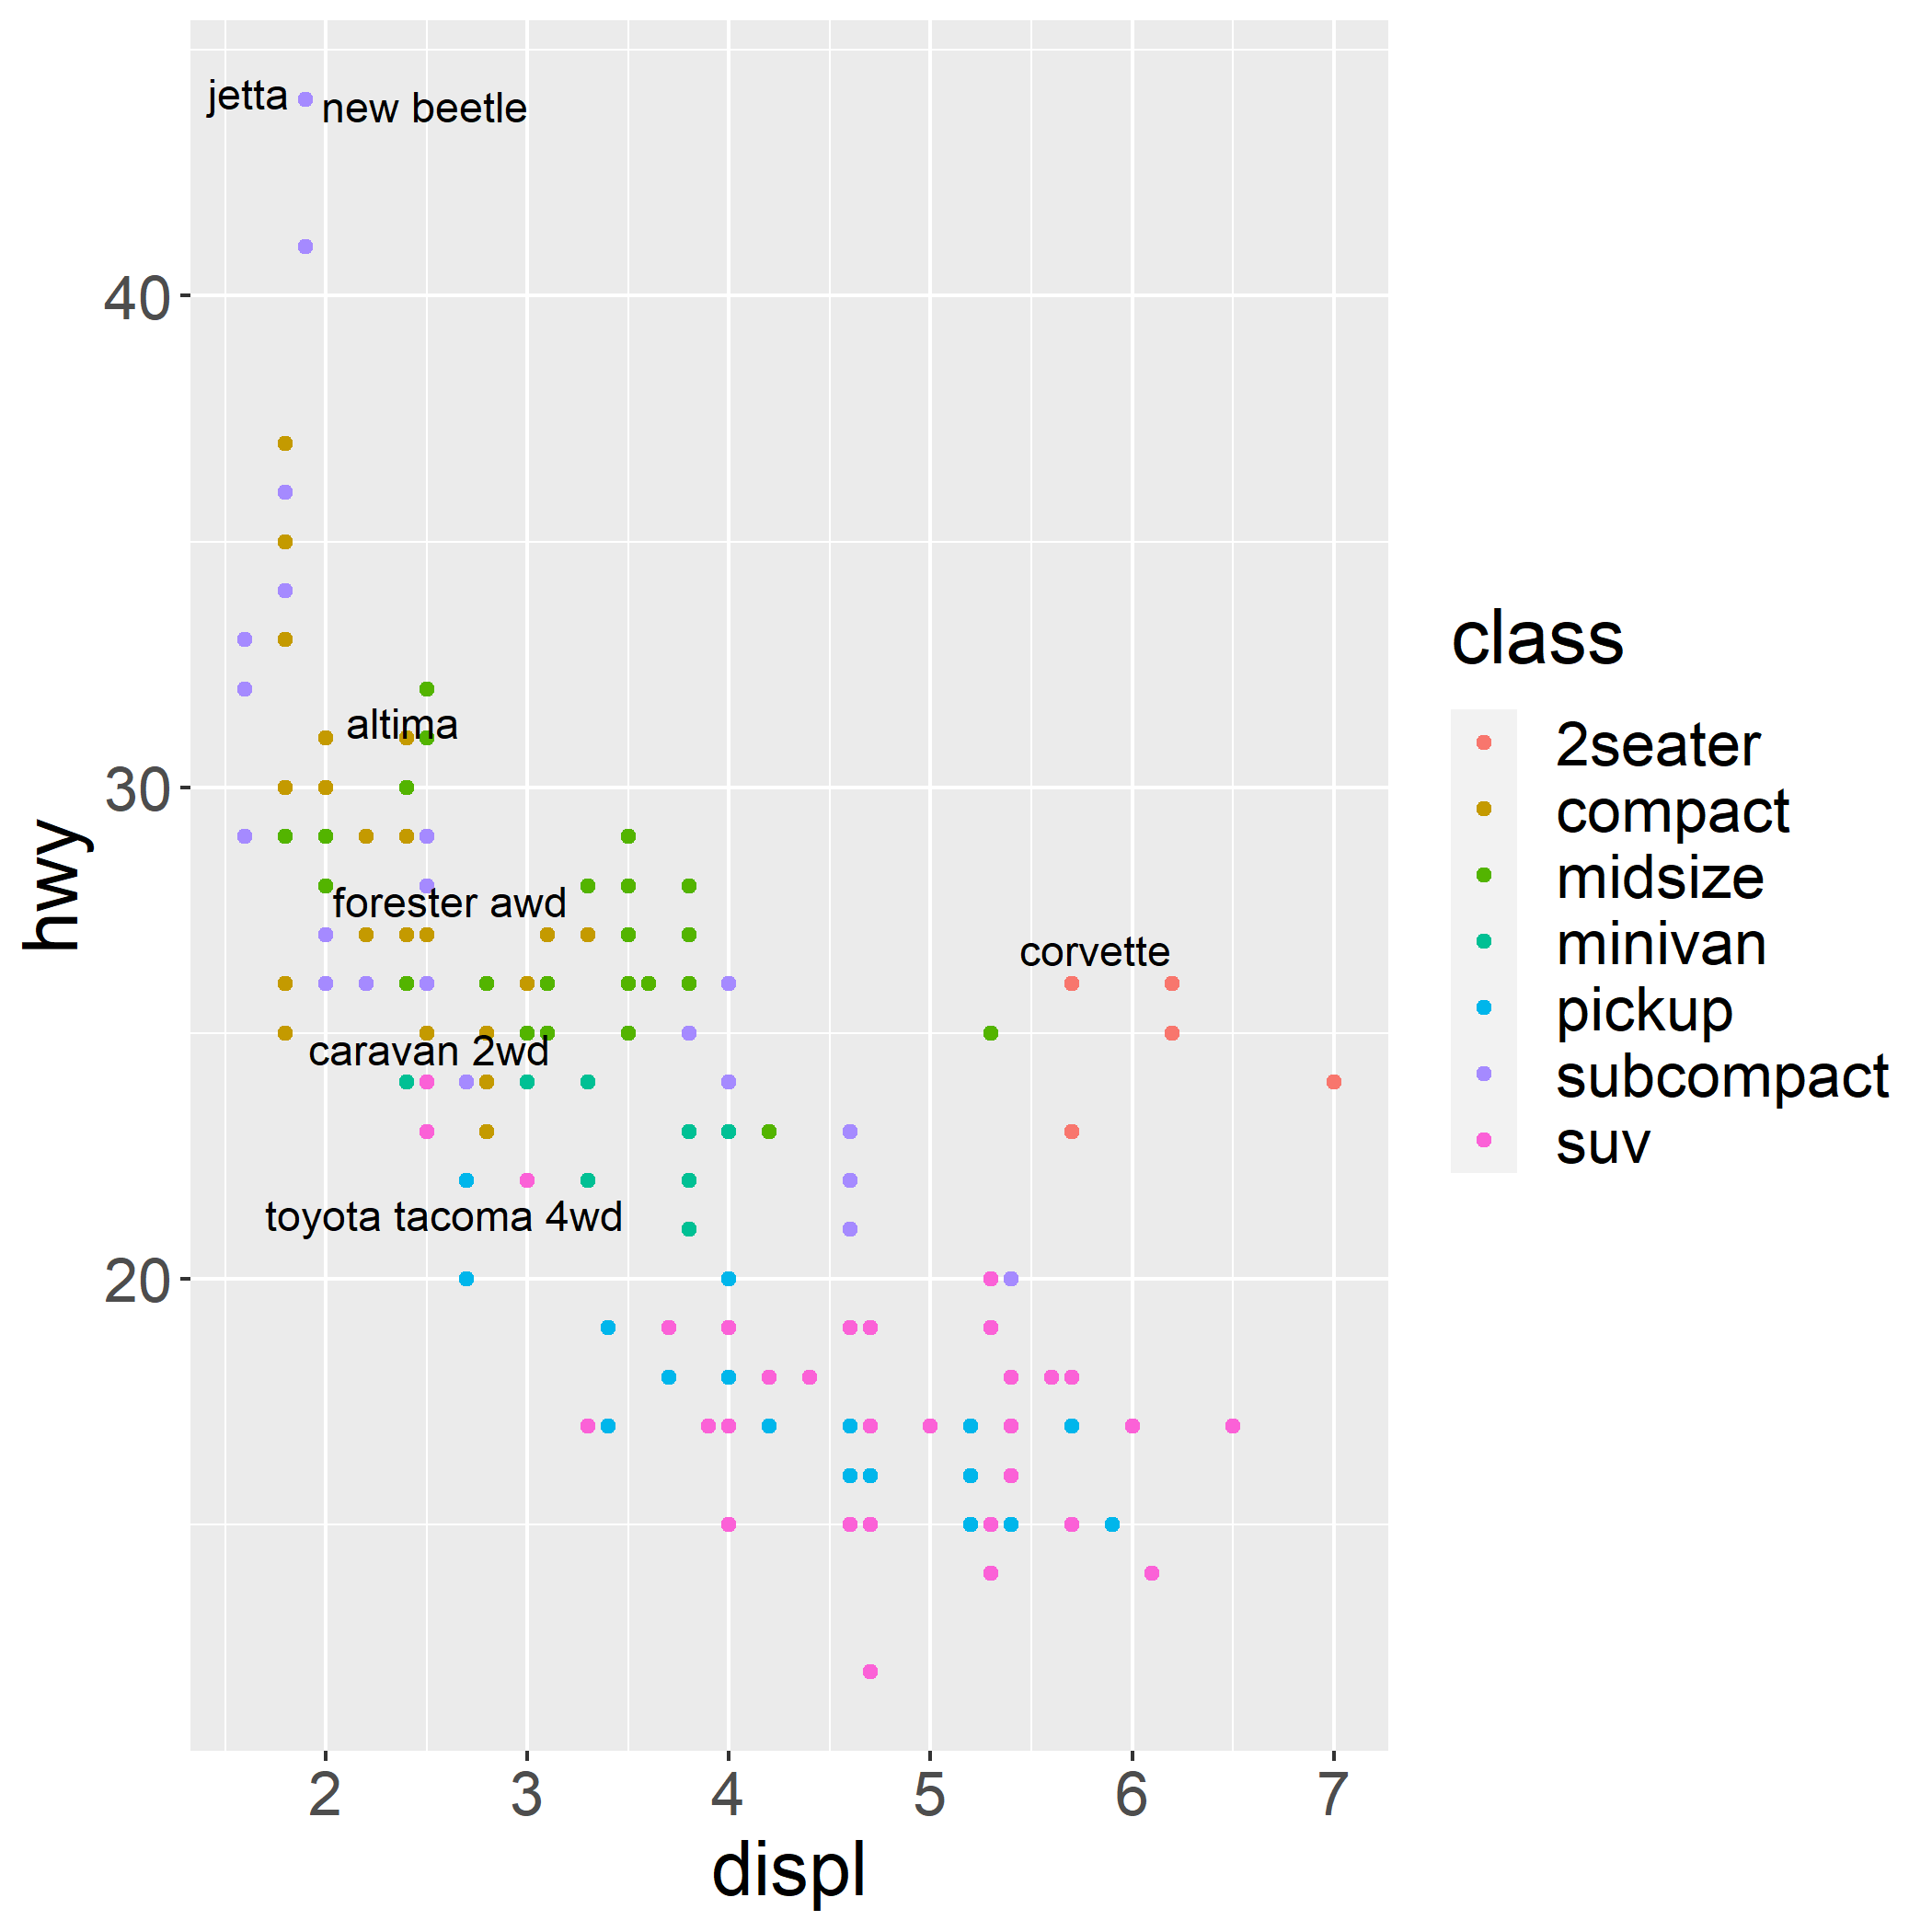 jetta
new beetle
40
altima
30
forester awd
corvette
caravan 2wd
toyota tacoma 4wd
20
hwy
2 3 4 5 6 7
displ
class
2seater
compact
midsize
minivan
pickup
subcompact
suv